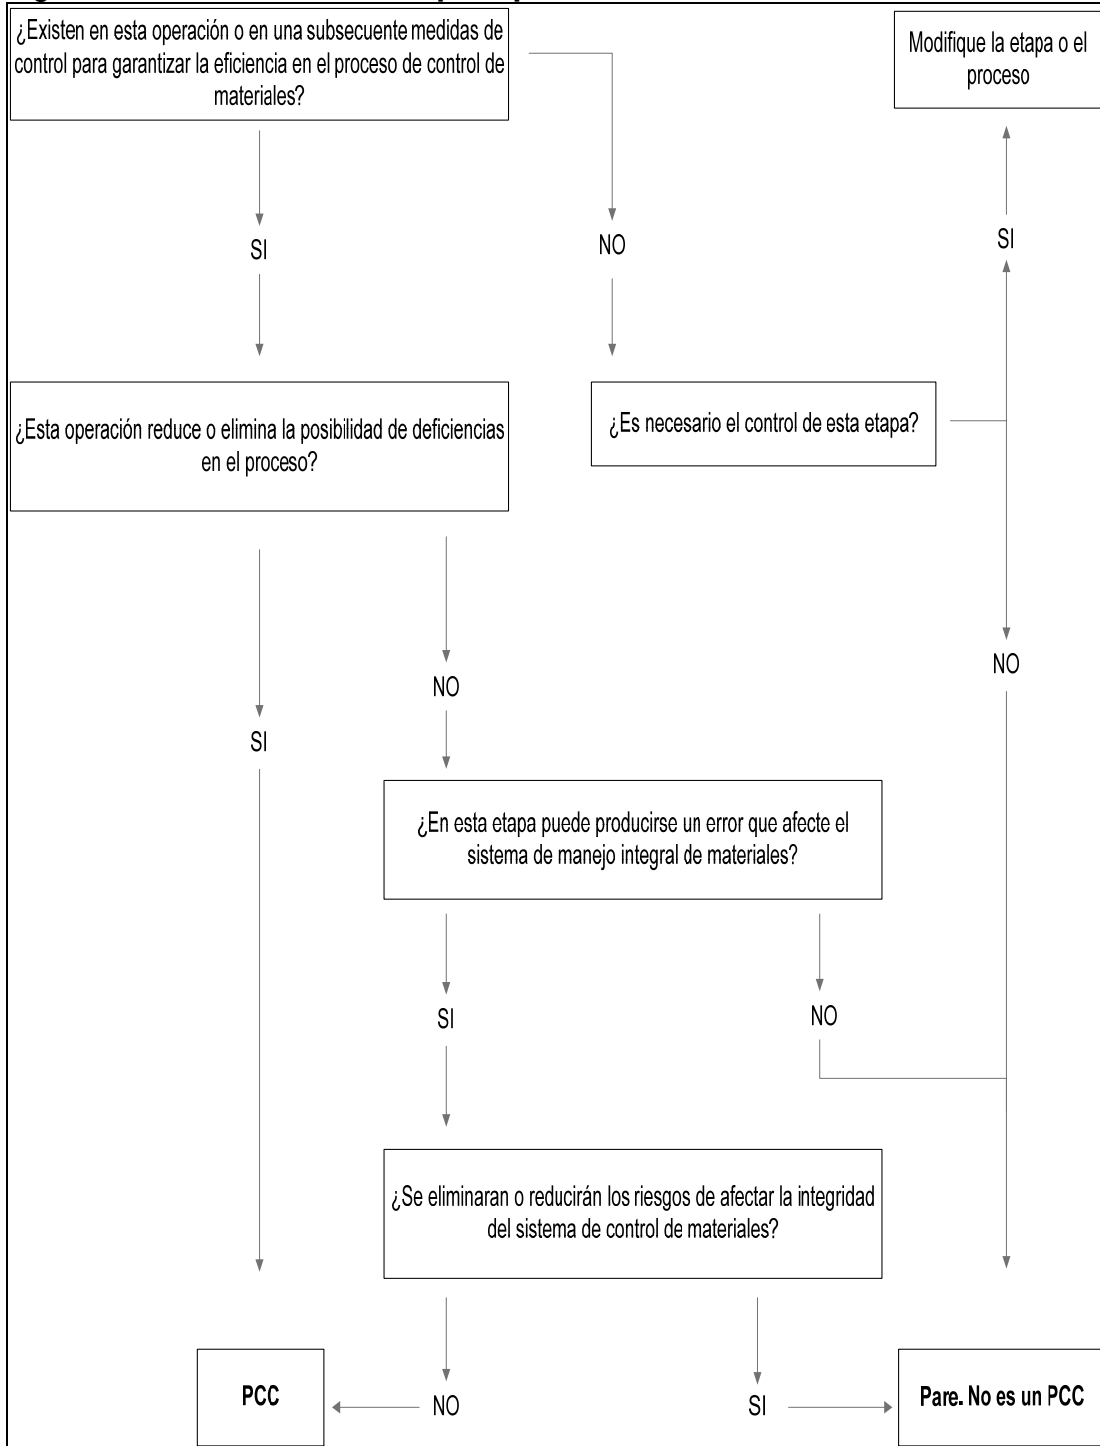 ¿Existen en esta operación o en una subsecuente medidas de
control para garantizar la eficiencia en el proceso de control de
materiales?
Modifique la etapa o el
proceso
SI
NO
SI
¿Esta operación reduce o elimina la posibilidad de deficiencias
en el proceso?
¿Es necesario el control de esta etapa?
NO
NO
SI
¿En esta etapa puede producirse un error que afecte el
sistema de manejo integral de materiales?
SI
NO
¿Se eliminaran o reducirán los riesgos de afectar la integridad
del sistema de control de materiales?
PCC
NO
SI
Pare. No es un PCC